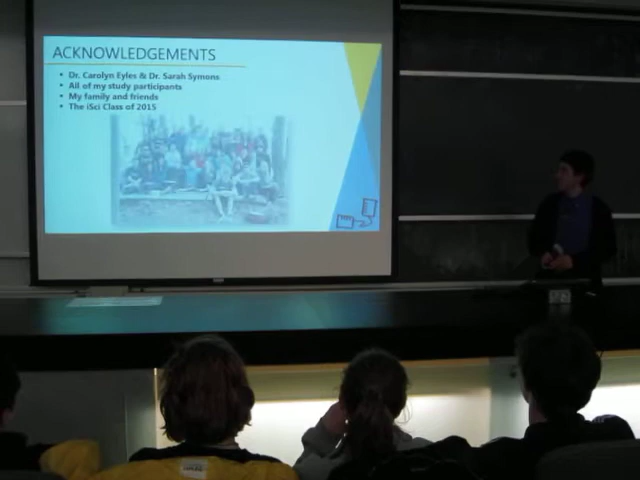 ACKNOWLEDGEMENTS
• Dr. Carolyn Eyles & Dr. Sarah Symons
• All of my study participants
• My family and friends
• The iSci Class of 2015